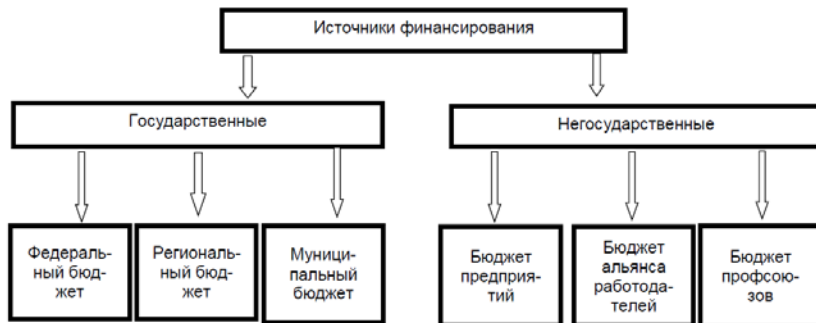 Источники финансирования
Государственные
Негосударственные
Федераль-
ный бюд-
жет
Региональ-
ный бюд-
жет
Муници-
пальный
бюджет
Бюджет
предприя-
тий
Бюджет
альянса
работода-
телей
Бюджет
профсою-
зов